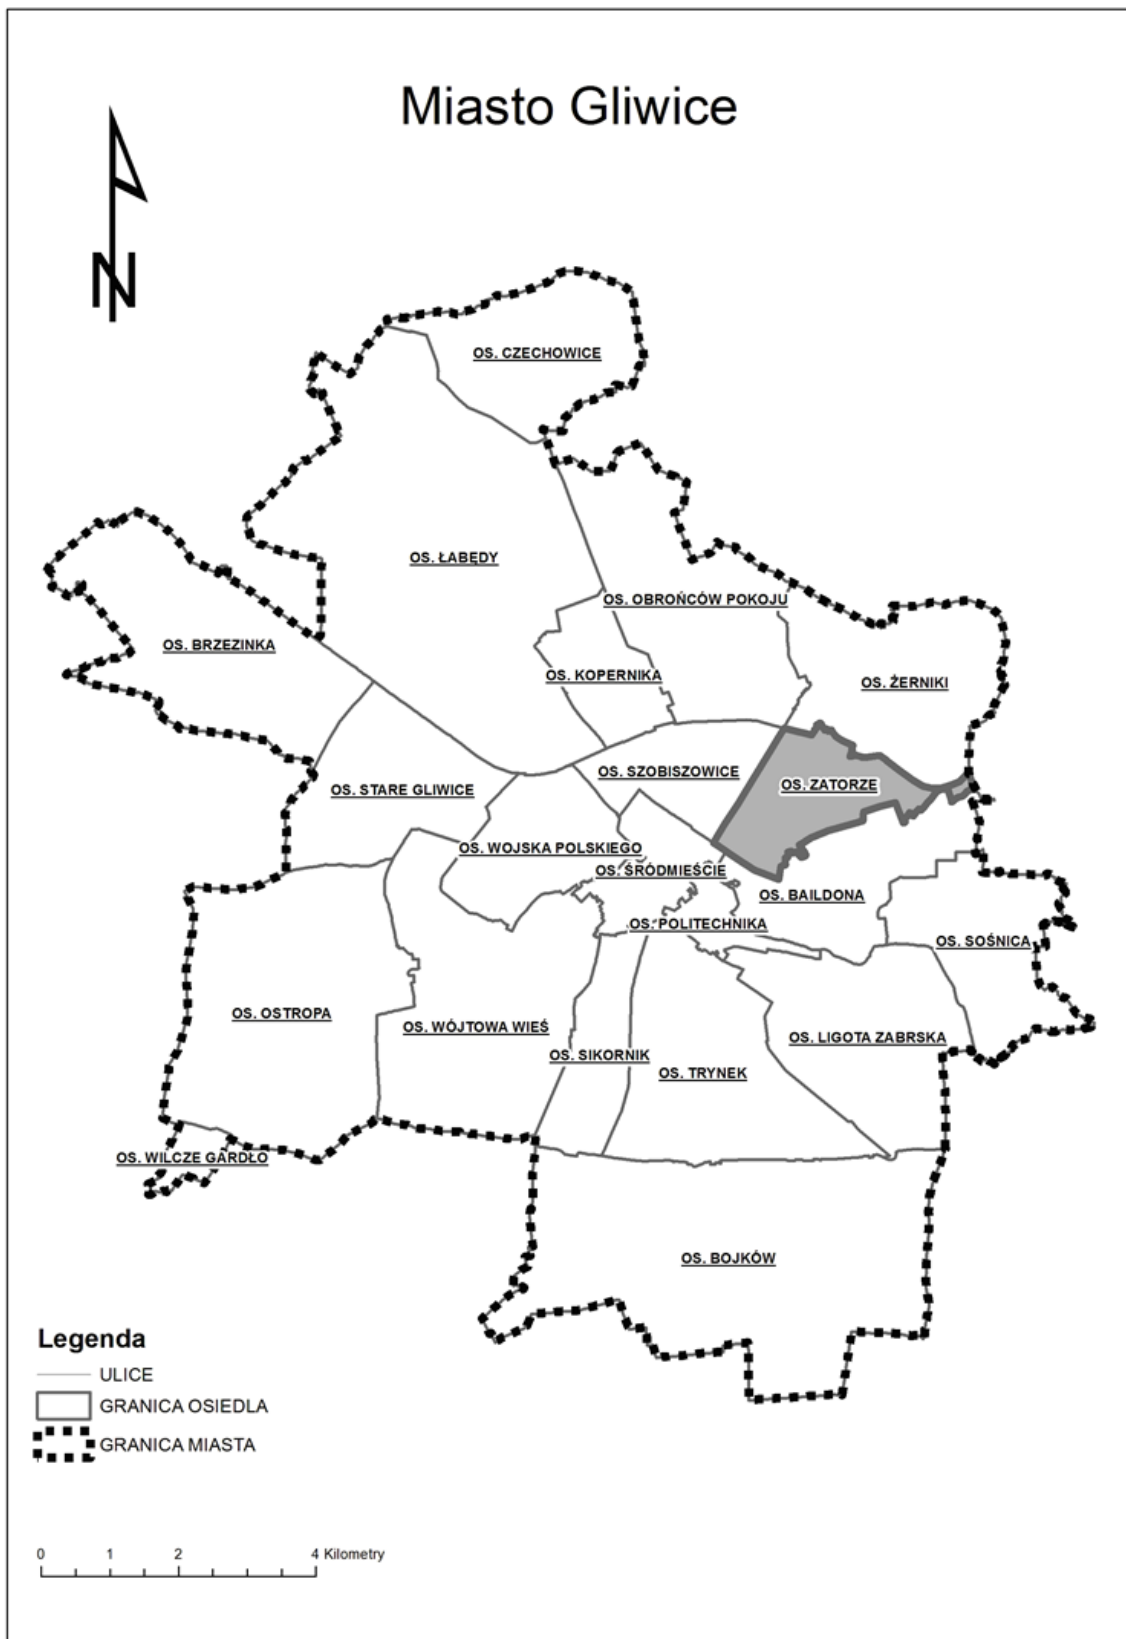 Miasto Gliwice
N
OS. CZECHOWICE
OS. ŁABĘDY
OS. OBROŃCÓW POKOJU
OS. BRZEZINKA
OS. KOPERNIKA
OS. ŻERNIKI
OS. SZOBISZOWICE
OS. ZATORZE
OS. STARE GLIWICE
OS. WOJSKA POLSKIEGO
OS. ŚRÓDMIEŚCIE
OS. BAILDONA
OS. POLITECHNIKA
OS. SOŚNICA
OS. OSTROPA
OS. WÓJTOWA WIEŚ
OS. LIGOTA ZABRSKA
OS. SIKORNIK
OS. TRYNEK
OS. WILCZE GARDŁO
OS. BOJKÓW
Legenda
ULICE
GRANICA OSIEDLA
GRANICA MIASTA
0 1 2 4 Kilometry